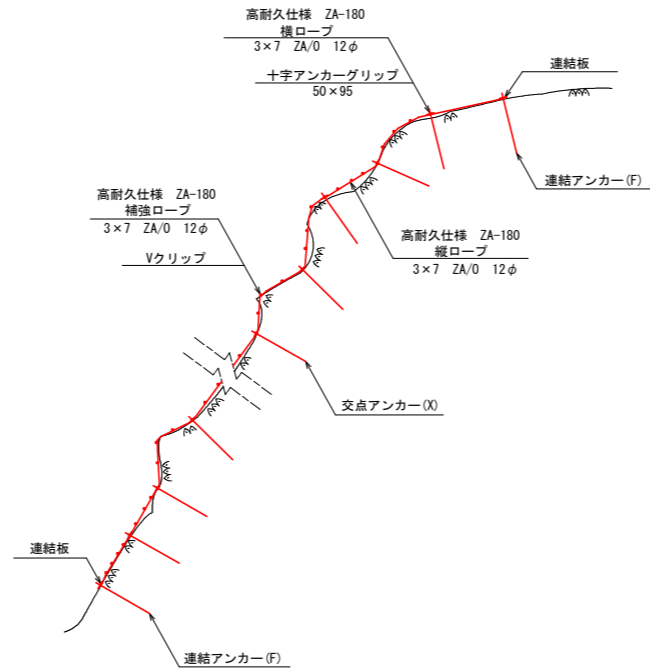 高耐久仕様 ZA-180
横ロープ
3×7 ZA/0 12φ
十字アンカーグリップ
50×95
連結板
連結アンカー(F)
高耐久仕様 ZA-180
補強ロープ
3×7 ZA/0 12φ
Vクリップ
高耐久仕様 ZA-180
縦ロープ
3×7 ZA/0 12φ
交点アンカー(X)
連結板
連結アンカー(F)